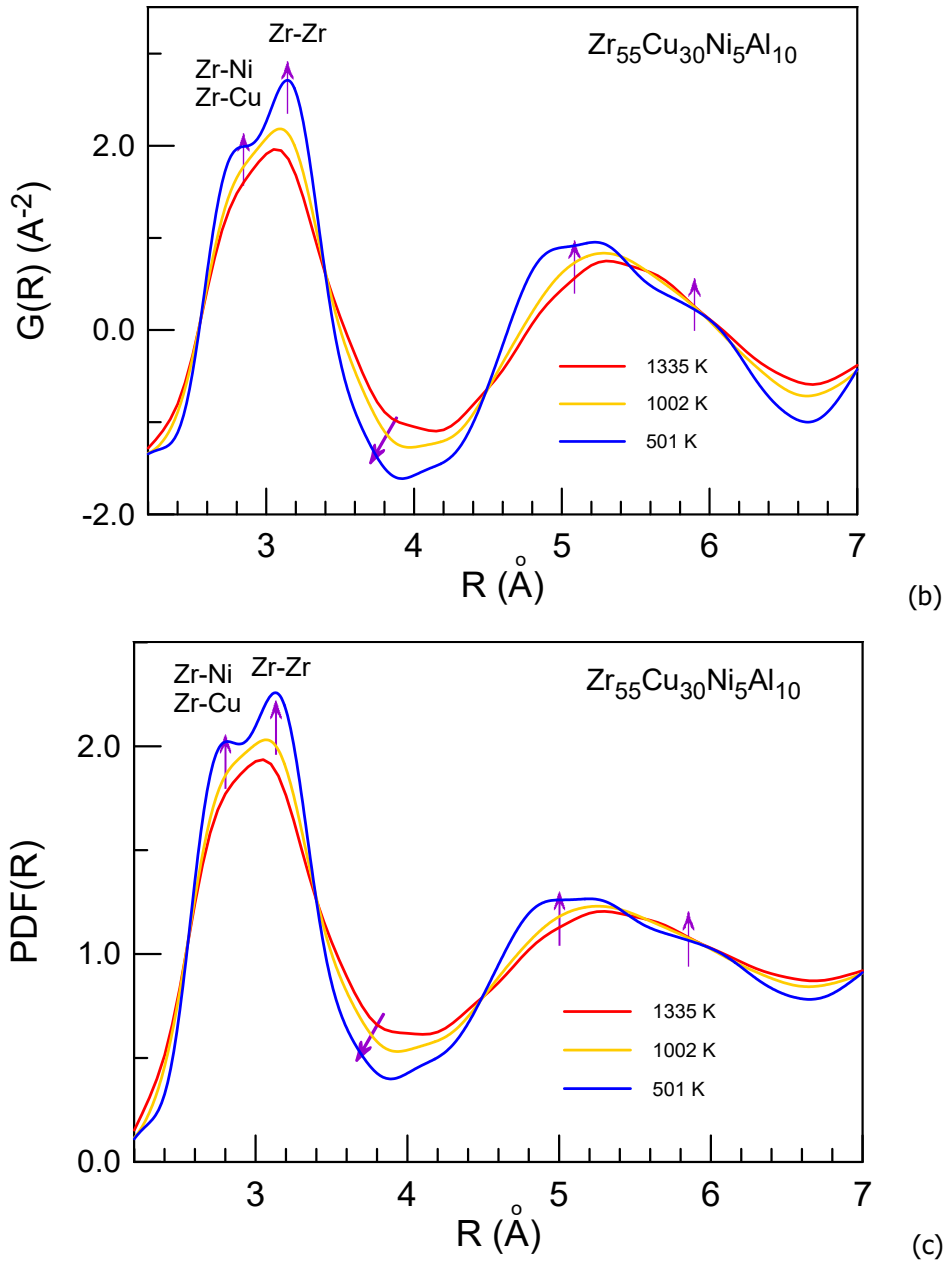 Zr-Zr
Zr₅₅Cu₃₀Ni₅Al₁₀
Zr-Ni
Zr-Cu
2.0
0.0
-2.0
G(R) (A⁻²)
1335 K
1002 K
501 K
3 4 5 6 7
R (Å)
(b)
Zr-Ni
Zr-Zr
Zr-Cu
Zr₅₅Cu₃₀Ni₅Al₁₀
2.0
1.0
0.0
PDF(R)
1335 K
1002 K
501 K
3 4 5 6 7
R (Å)
(c)